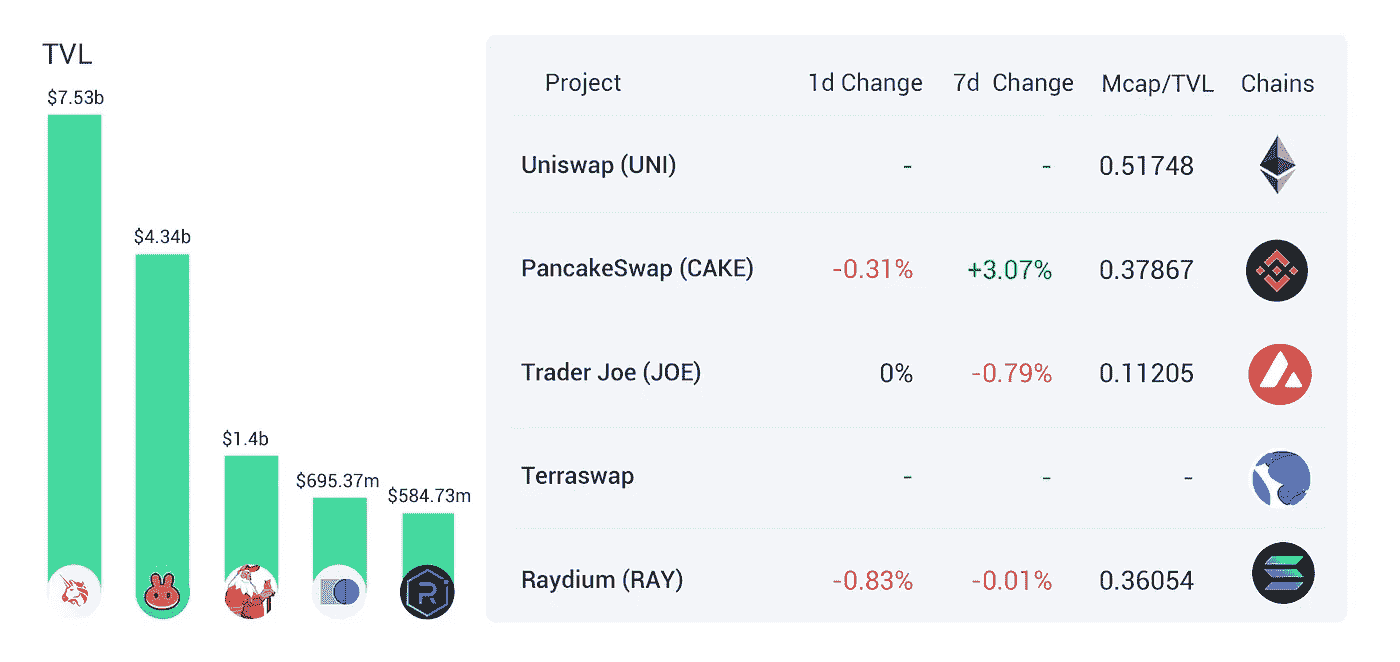 TVL
$7.53b
$4.34b
$1.4b
$695.37m
$584.73m
Project 1d Change 7d Change Mcap/TVL Chains
Uniswap (UNI) - - 0.51748
PancakeSwap (CAKE) -0.31% +3.07% 0.37867
Trader Joe (JOE) 0% -0.79% 0.11205
Terraswap - - -
Raydium (RAY) -0.83% -0.01% 0.36054